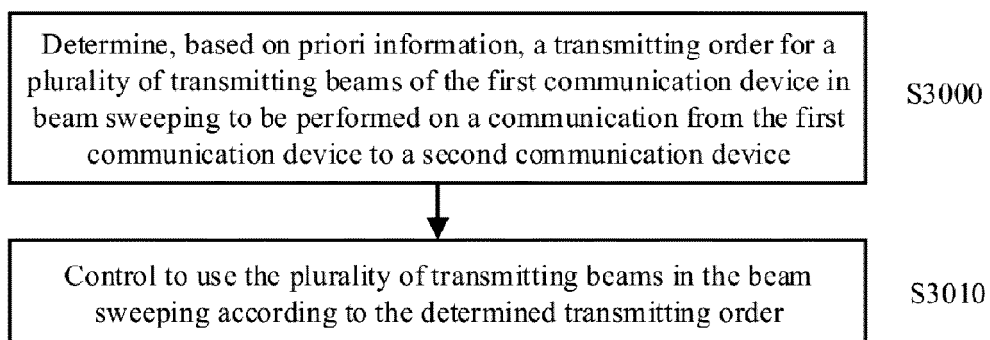 Determine, based on priori information, a transmitting order for a
plurality of transmitting beams of the first communication device in
beam sweeping to be performed on a communication from the first
communication device to a second communication device
S3000
Control to use the plurality of transmitting beams in the beam
sweeping according to the determined transmitting order
S3010